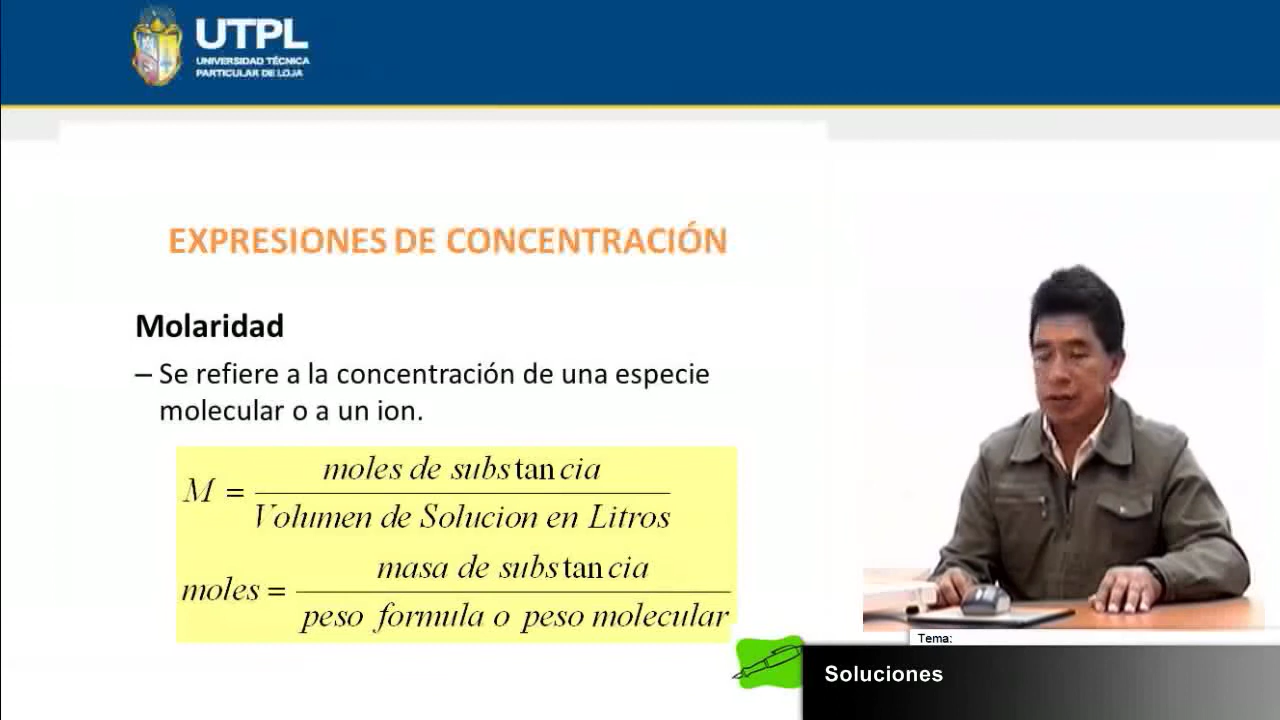 UTPL
UNIVERSIDAD TÉCNICA
PARTICULAR DE LOJA
EXPRESIONES DE CONCENTRACIÓN
Molaridad
– Se refiere a la concentración de una especie
molecular o a un ion.
M = moles de substancia / Volumen de Solucion en Litros
moles = masa de substancia / peso formula o peso molecular
Tema:
Soluciones